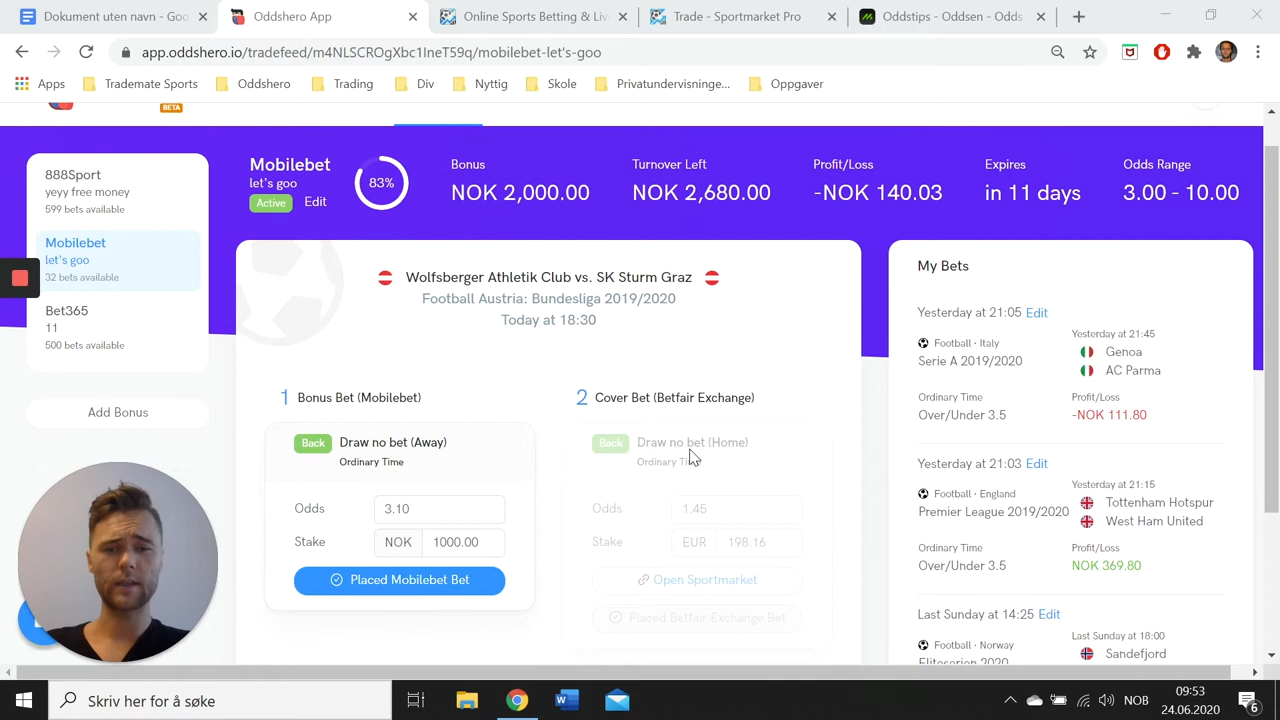 Dokument uten navn - Goo
Oddshero App
Online Sports Betting & Liv
Trade - Sportmarket Pro
Oddstips - Oddsen - Odds
app.oddshero.io/tradefeed/m4NLSCROgXbc1IneT59q/mobilebet-let's-goo
Apps
Trademate Sports
Oddshero
Trading
Div
Nyttig
Skole
Privatundervisninge...
Oppgaver
BETA
888Sport
yeyy free money
599 bets available
Mobilebet
let's goo
32 bets available
Bet365
11
500 bets available
Add Bonus
Mobilebet
let's goo
Active Edit
83%
Bonus
NOK 2,000.00
Turnover Left
NOK 2,680.00
Profit/Loss
-NOK 140.03
Expires
in 11 days
Odds Range
3.00 - 10.00
Wolfsberger Athletik Club vs. SK Sturm Graz
Football Austria: Bundesliga 2019/2020
Today at 18:30
1 Bonus Bet (Mobilebet)
Back Draw no bet (Away)
Ordinary Time
Odds 3.10
Stake NOK 1000.00
Placed Mobilebet Bet
2 Cover Bet (Betfair Exchange)
Back Draw no bet (Home)
Ordinary Time
Odds 1.45
Stake EUR 198.16
Open Sportmarket
Placed Betfair Exchange Bet
My Bets
Yesterday at 21:05 Edit
Football · Italy
Serie A 2019/2020
Yesterday at 21:45
Genoa
AC Parma
Ordinary Time
Over/Under 3.5
Profit/Loss
-NOK 111.80
Yesterday at 21:03 Edit
Football · England
Premier League 2019/2020
Yesterday at 21:15
Tottenham Hotspur
West Ham United
Ordinary Time
Over/Under 3.5
Profit/Loss
NOK 369.80
Last Sunday at 14:25 Edit
Football · Norway
Eliteserien 2020
Last Sunday at 18:00
Sandefjord
Skriv her for å søke
NOB
09:53
24.06.2020
6